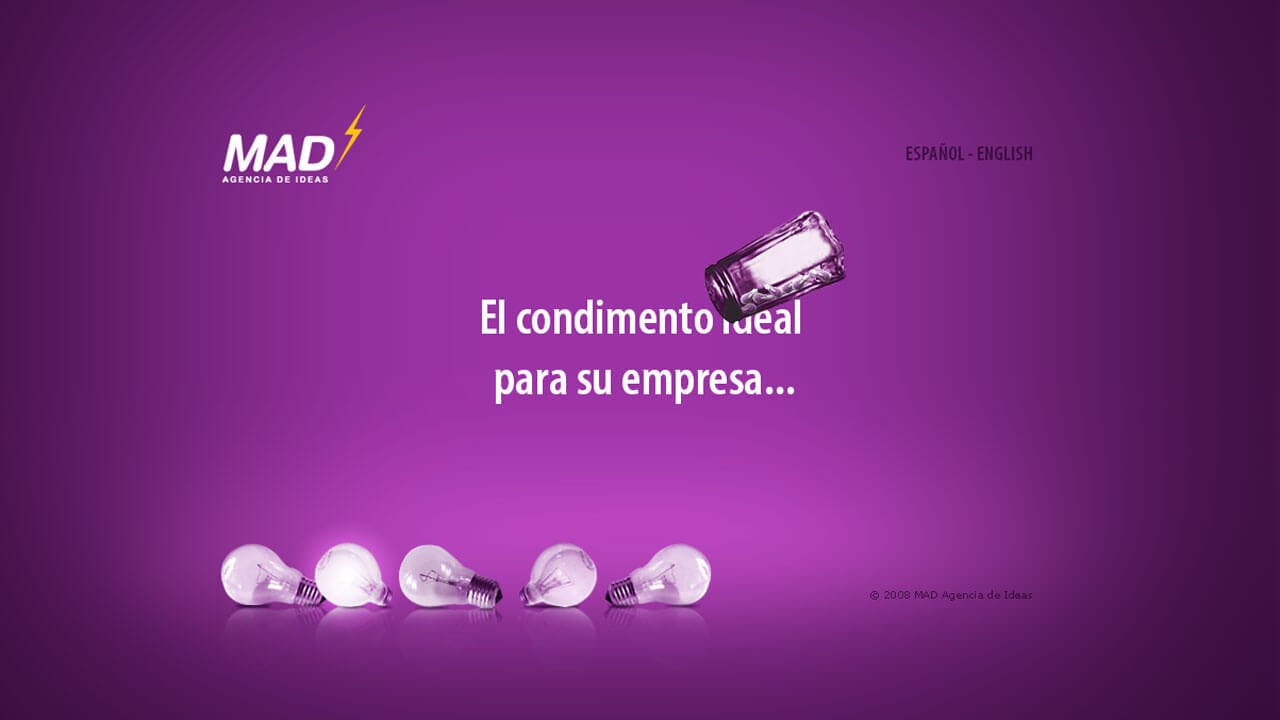 MAD
AGENCIA DE IDEAS
ESPAÑOL - ENGLISH
El condimento ideal
para su empresa...
© 2008 MAD Agencia de Ideas